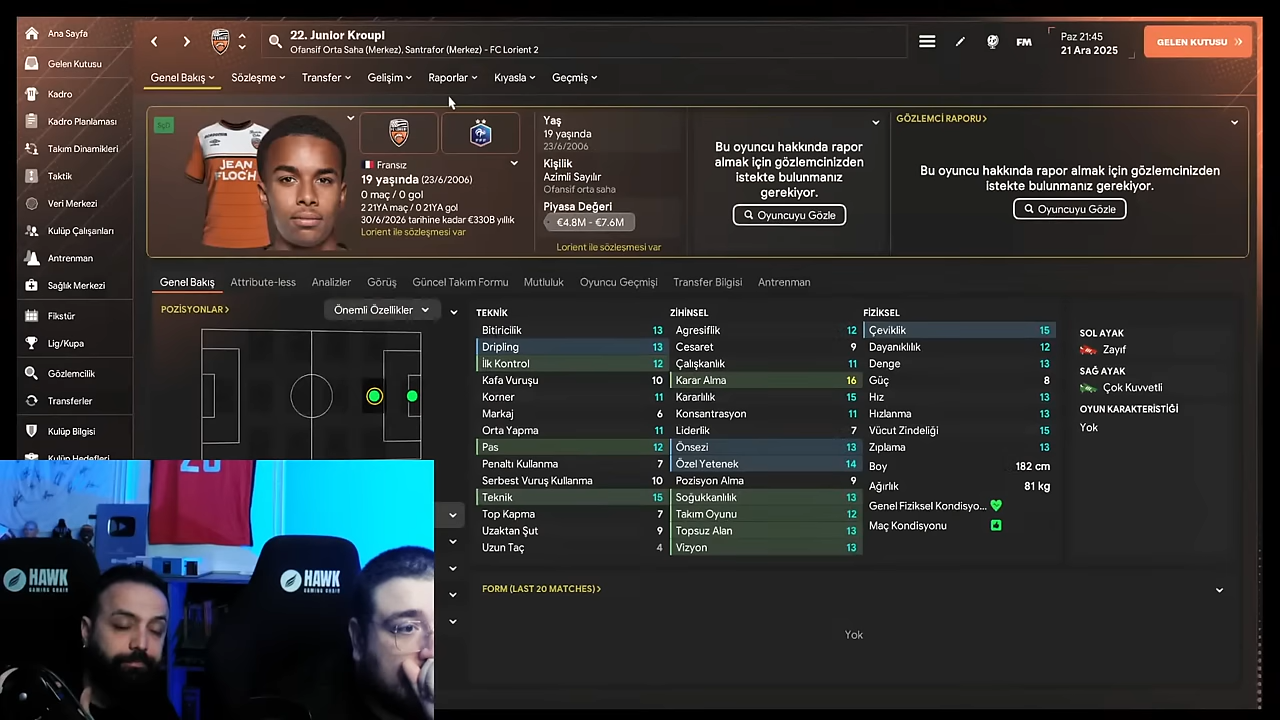 Ana Sayfa
Gelen Kutusu
Kadro
Kadro Planlaması
Takım Dinamikleri
Taktik
Veri Merkezi
Kulüp Çalışanları
Antrenman
Sağlık Merkezi
Fikstür
Lig/Kupa
Gözlemcilik
Transferler
Kulüp Bilgisi
Kulüp Hedefleri
22. Junior Kroupi
Ofansif Orta Saha (Merkez), Santrafor (Merkez) - FC Lorient 2
FM
Paz 21:45
21 Ara 2025
GELEN KUTUSU
Genel Bakış
Sözleşme
Transfer
Gelişim
Raporlar
Kıyasla
Geçmiş
JEAN
FLOC'H
FFF
Fransız
19 yaşında (23/6/2006)
0 maç / 0 gol
2 21YA maç / 0 21YA gol
30/6/2026 tarihine kadar €330B yıllık
Lorient ile sözleşmesi var
Yaş
19 yaşında
23/6/2006
Kişilik
Azimli Sayılır
Ofansif orta saha
Piyasa Değeri
€4.8M - €7.6M
Lorient ile sözleşmesi var
Bu oyuncu hakkında rapor
almak için gözlemcinizden
istekte bulunmanız
gerekiyor.
Oyuncuyu Gözle
GÖZLEMCİ RAPORU
Bu oyuncu hakkında rapor almak için gözlemcinizden
istekte bulunmanız gerekiyor.
Oyuncuyu Gözle
Genel Bakış
Attribute-less
Analizler
Görüş
Güncel Takım Formu
Mutluluk
Oyuncu Geçmişi
Transfer Bilgisi
Antrenman
POZİSYONLAR
Önemli Özellikler
TEKNİK
Bitiricilik 13
Dripling 13
İlk Kontrol 12
Kafa Vuruşu 10
Korner 11
Markaj 6
Orta Yapma 11
Pas 12
Penaltı Kullanma 7
Serbest Vuruş Kullanma 10
Teknik 15
Top Kapma 7
Uzaktan Şut 9
Uzun Taç 4
ZİHİNSEL
Agresiflik 12
Cesaret 9
Çalışkanlık 11
Karar Alma 16
Kararlılık 15
Konsantrasyon 11
Liderlik 7
Önsezi 13
Özel Yetenek 14
Pozisyon Alma 9
Soğukkanlılık 13
Takım Oyunu 12
Topsuz Alan 13
Vizyon 13
FİZİKSEL
Çeviklik 15
Dayanıklılık 12
Denge 13
Güç 8
Hız 13
Hızlanma 13
Vücut Zindeliği 15
Zıplama 13
Boy 182 cm
Ağırlık 81 kg
Genel Fiziksel Kondisyo...
Maç Kondisyonu
SOL AYAK
Zayıf
SAĞ AYAK
Çok Kuvvetli
OYUN KARAKTERİSTİĞİ
Yok
FORM (LAST 20 MATCHES)
Yok
HAWK
GAMING CHAIR
HAWK
GAMING CHAIR